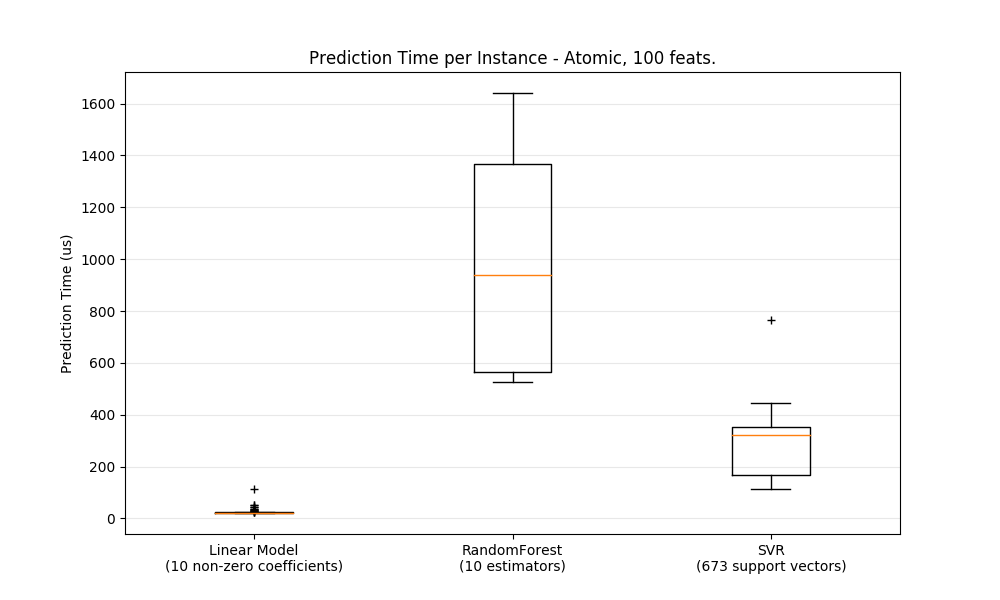 Prediction Time per Instance - Atomic, 100 feats.
Prediction Time (us)
1600
1400
1200
1000
800
600
400
200
0
Linear Model
(10 non-zero coefficients)
RandomForest
(10 estimators)
SVR
(673 support vectors)